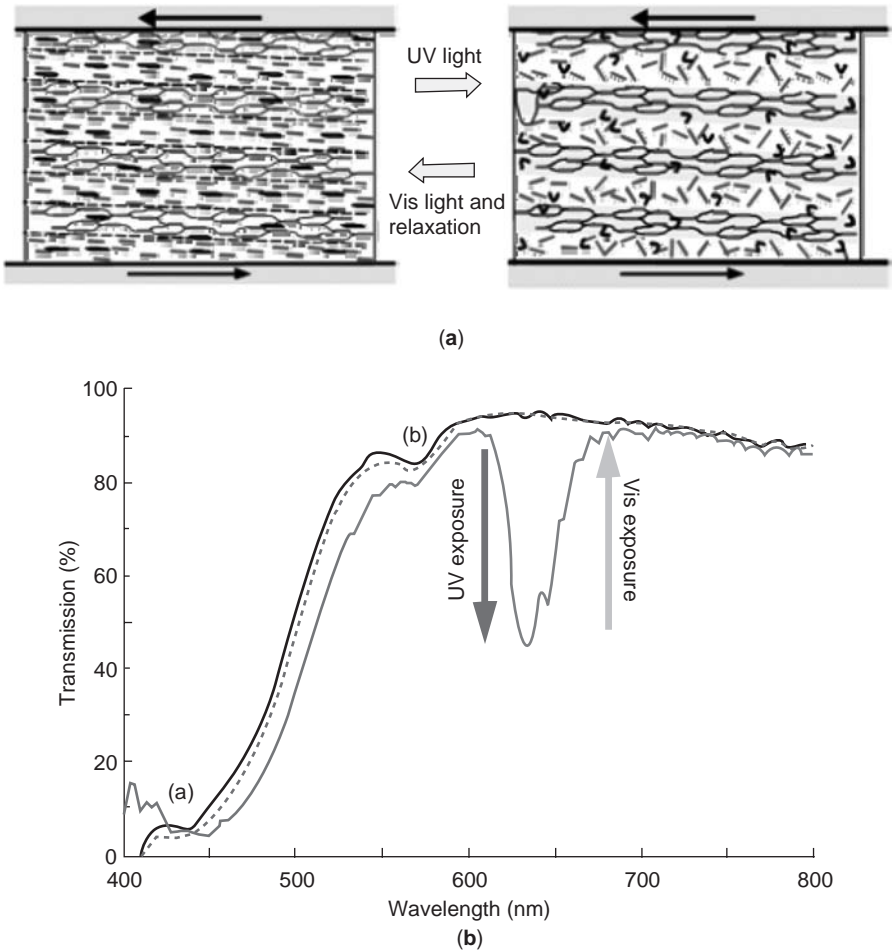 UV light
Vis light and
relaxation
(a)
100
80
60
40
20
0
Transmission (%)
(a)
(b)
UV exposure
Vis exposure
400
500
600
700
800
Wavelength (nm)
(b)